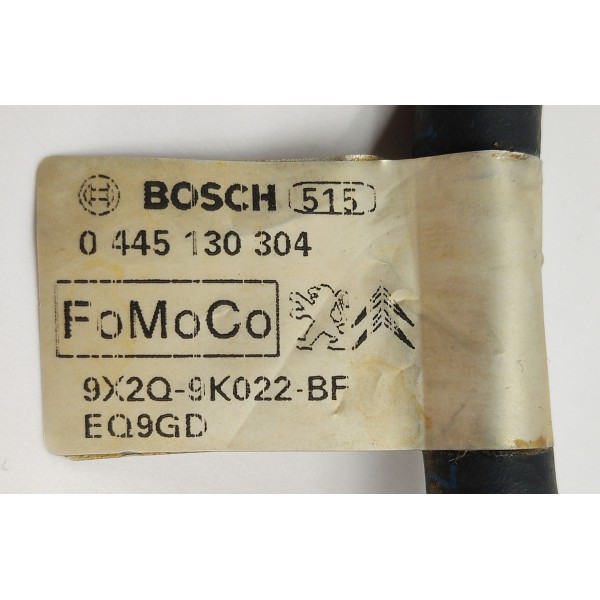 BOSCH 515
0 445 130 304
FoMoCo
9X2Q-9K022-BF
EQ9GD